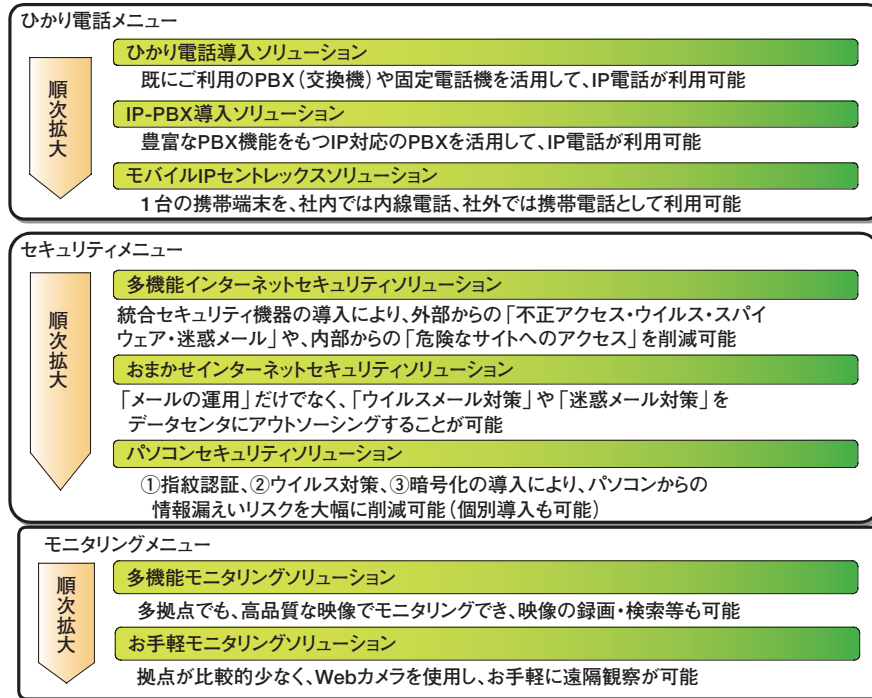 ひかり電話メニュー
順次拡大
ひかり電話導入ソリューション
既にご利用のPBX(交換機)や固定電話機を活用して、IP電話が利用可能
IP-PBX導入ソリューション
豊富なPBX機能をもつIP対応のPBXを活用して、IP電話が利用可能
モバイルIPセントレックスソリューション
1台の携帯端末を、社内では内線電話、社外では携帯電話として利用可能
セキュリティメニュー
順次拡大
多機能インターネットセキュリティソリューション
統合セキュリティ機器の導入により、外部からの「不正アクセス・ウイルス・スパイ
ウェア・迷惑メール」や、内部からの「危険なサイトへのアクセス」を削減可能
おまかせインターネットセキュリティソリューション
「メールの運用」だけでなく、「ウイルスメール対策」や「迷惑メール対策」を
データセンタにアウトソーシングすることが可能
パソコンセキュリティソリューション
①指紋認証、②ウイルス対策、③暗号化の導入により、パソコンからの
情報漏えいリスクを大幅に削減可能(個別導入も可能)
モニタリングメニュー
順次拡大
多機能モニタリングソリューション
多拠点でも、高品質な映像でモニタリングでき、映像の録画・検索等も可能
お手軽モニタリングソリューション
拠点が比較的少なく、Webカメラを使用し、お手軽に遠隔観察が可能